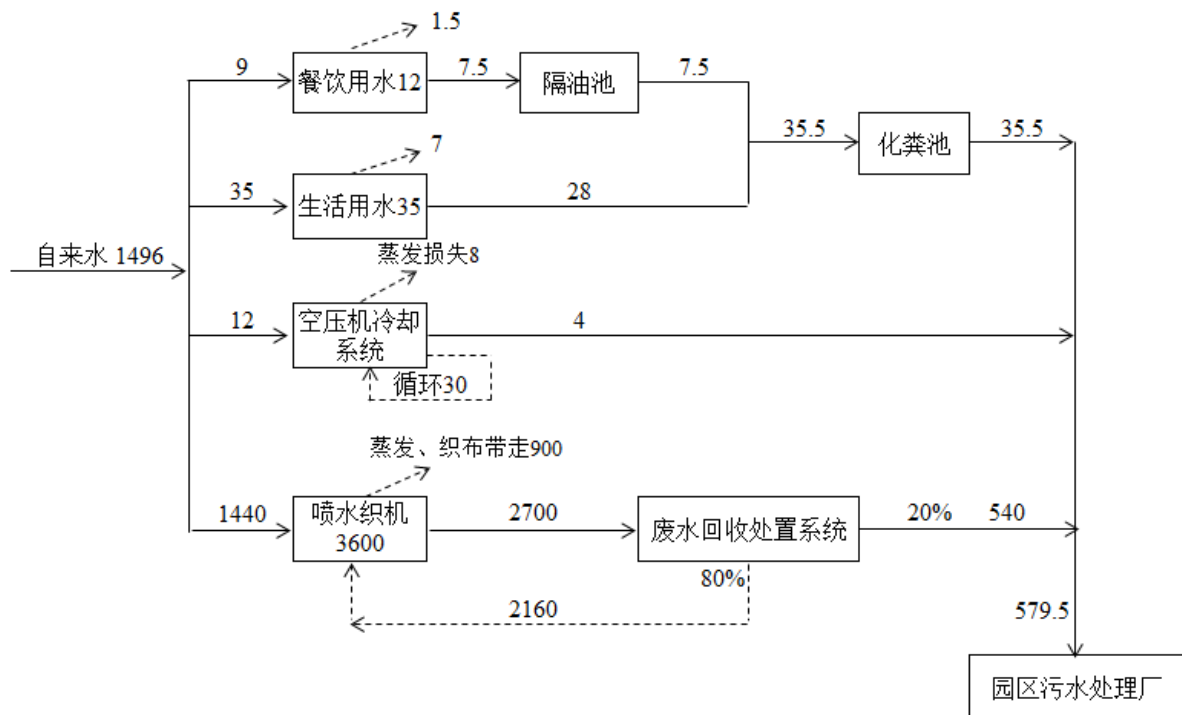 1.5
9
餐饮用水12
7.5
隔油池
7.5
35.5
化粪池
35.5
7
35
生活用水35
28
自来水 1496
蒸发损失8
12
空压机冷却
系统
4
循环30
蒸发、织布带走900
1440
喷水织机
3600
2700
废水回收处置系统
20%
540
80%
2160
579.5
园区污水处理厂